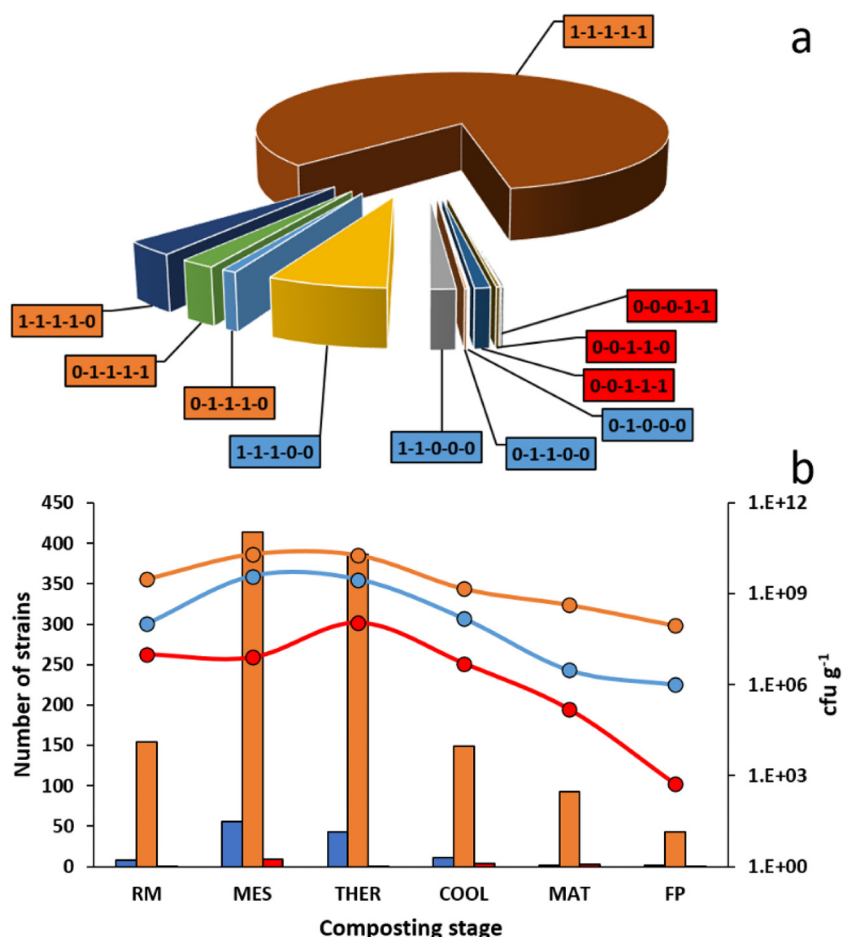 a
1-1-1-1-1
1-1-1-1-0
0-1-1-1-1
0-1-1-1-0
1-1-1-0-0
1-1-0-0-0
0-1-1-0-0
0-1-0-0-0
0-0-1-1-1
0-0-1-1-0
0-0-0-1-1
b
Number of strains
450
400
350
300
250
200
150
100
50
0
1.E+12
1.E+09
1.E+06
1.E+03
1.E+00
cfu g⁻¹
RM MES THER COOL MAT FP
Composting stage